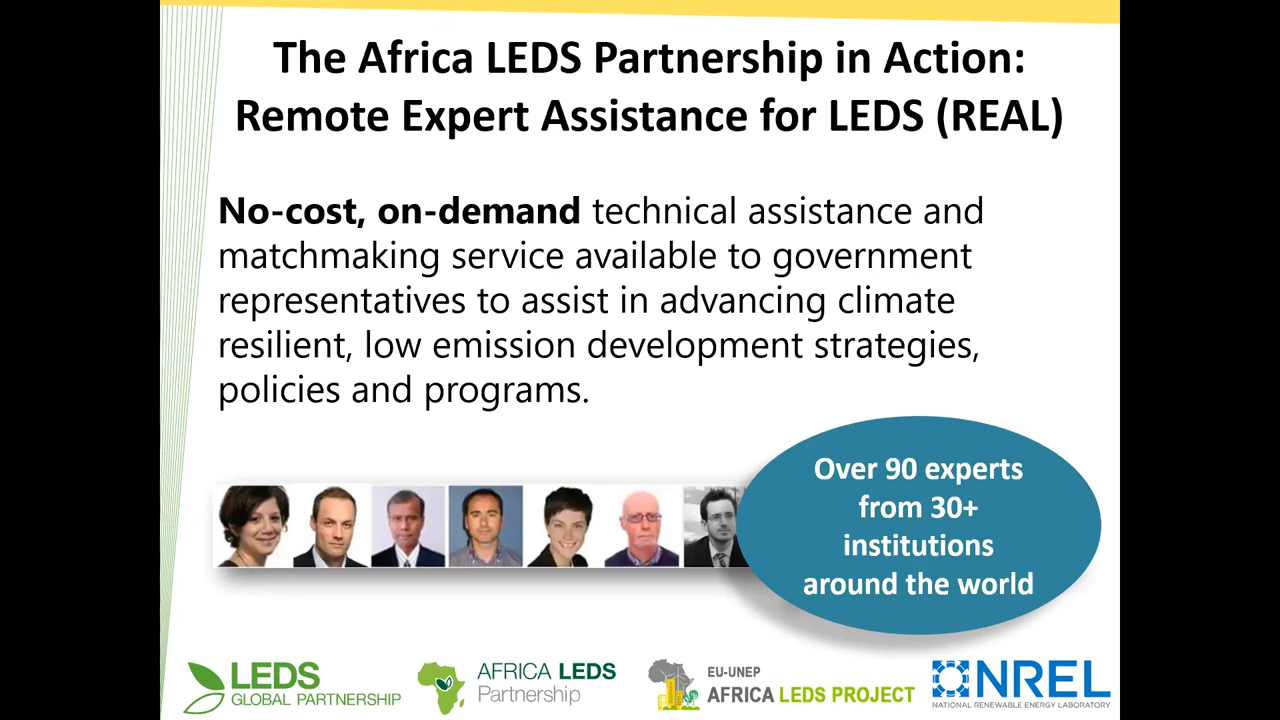 The Africa LEDS Partnership in Action:
Remote Expert Assistance for LEDS (REAL)
No-cost, on-demand technical assistance and
matchmaking service available to government
representatives to assist in advancing climate
resilient, low emission development strategies,
policies and programs.
Over 90 experts
from 30+
institutions
around the world
LEDS
GLOBAL PARTNERSHIP
AFRICA LEDS
Partnership
EU-UNEP
AFRICA LEDS PROJECT
NREL
NATIONAL RENEWABLE ENERGY LABORATORY